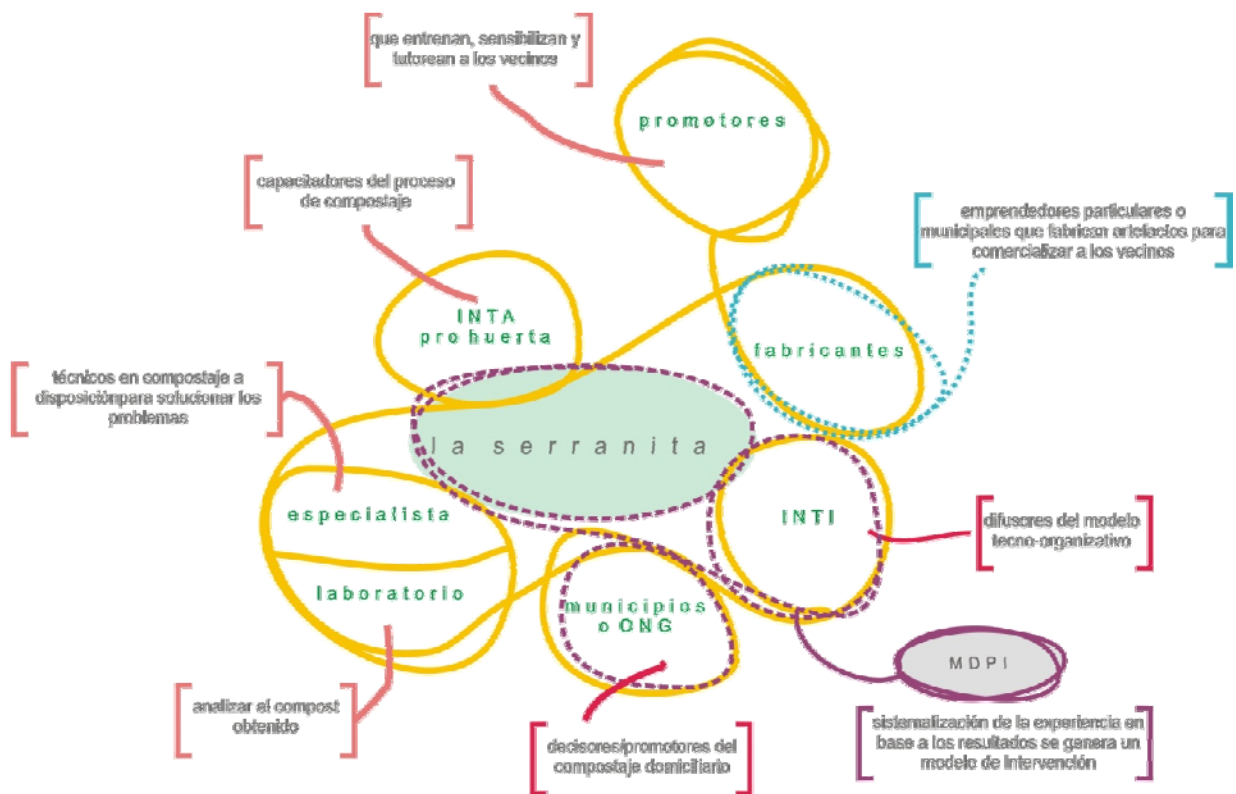 que entrenan, sensibilizan y
tutorean a los vecinos
promotores
capacitadores del proceso
de compostaje
emprendedores particulares o
municipales que fabrican artefactos para
comercializar a los vecinos
INTA
pro huerta
fabricantes
técnicos en compostaje a
disposiciónpara solucionar los
problemas
la serranita
especialista
INTI
difusores del modelo
tecno-organizativo
laboratorio
municipios
o ONG
MDPI
analizar el compost
obtenido
decisores/promotores del
compostaje domiciliario
sistemalización de la experiencia en
base a los resultados se genera un
modelo de intervención